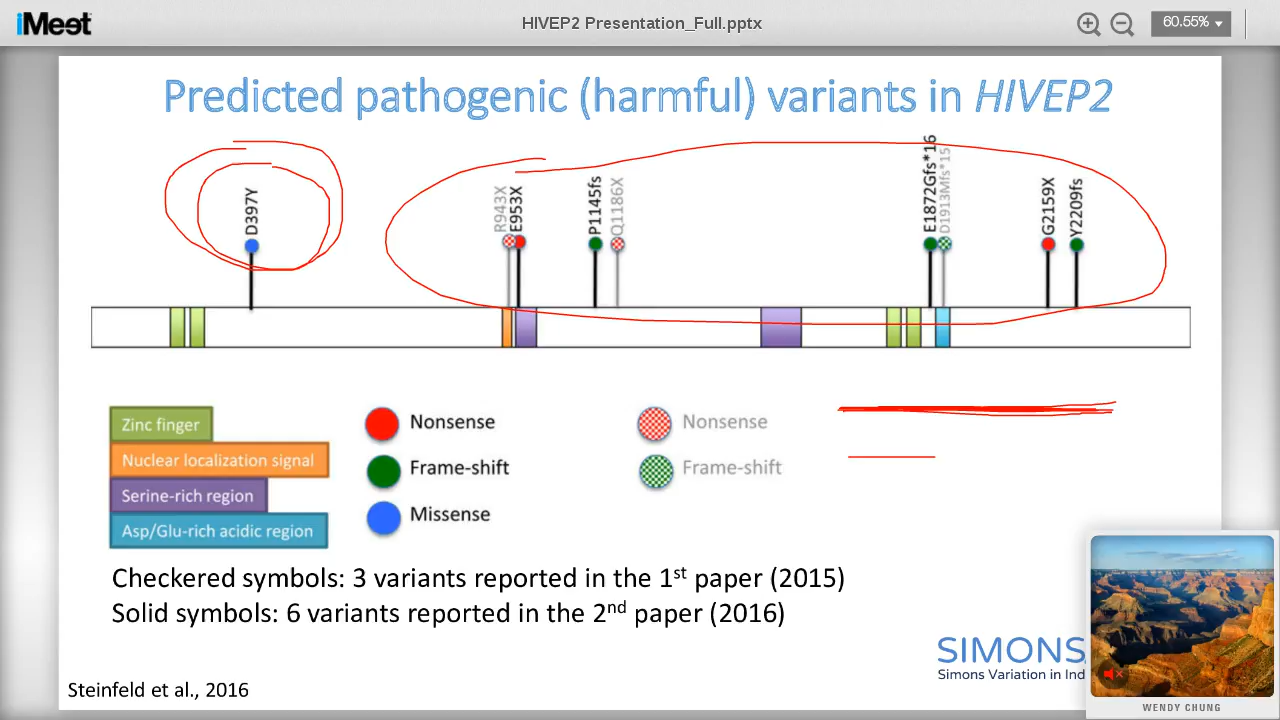 iMeet
HIVEP2 Presentation_Full.pptx
60.55%
Predicted pathogenic (harmful) variants in HIVEP2
D397Y
R943X
E953X
P1145fs
Q1186X
E1872Gfs*16
D1913Mfs*15
G2159X
Y2209fs
Zinc finger
Nuclear localization signal
Serine-rich region
Asp/Glu-rich acidic region
Nonsense
Frame-shift
Missense
Nonsense
Frame-shift
Checkered symbols: 3 variants reported in the 1st paper (2015)
Solid symbols: 6 variants reported in the 2nd paper (2016)
SIMONS
Simons Variation in Ind
Steinfeld et al., 2016
WENDY CHUNG